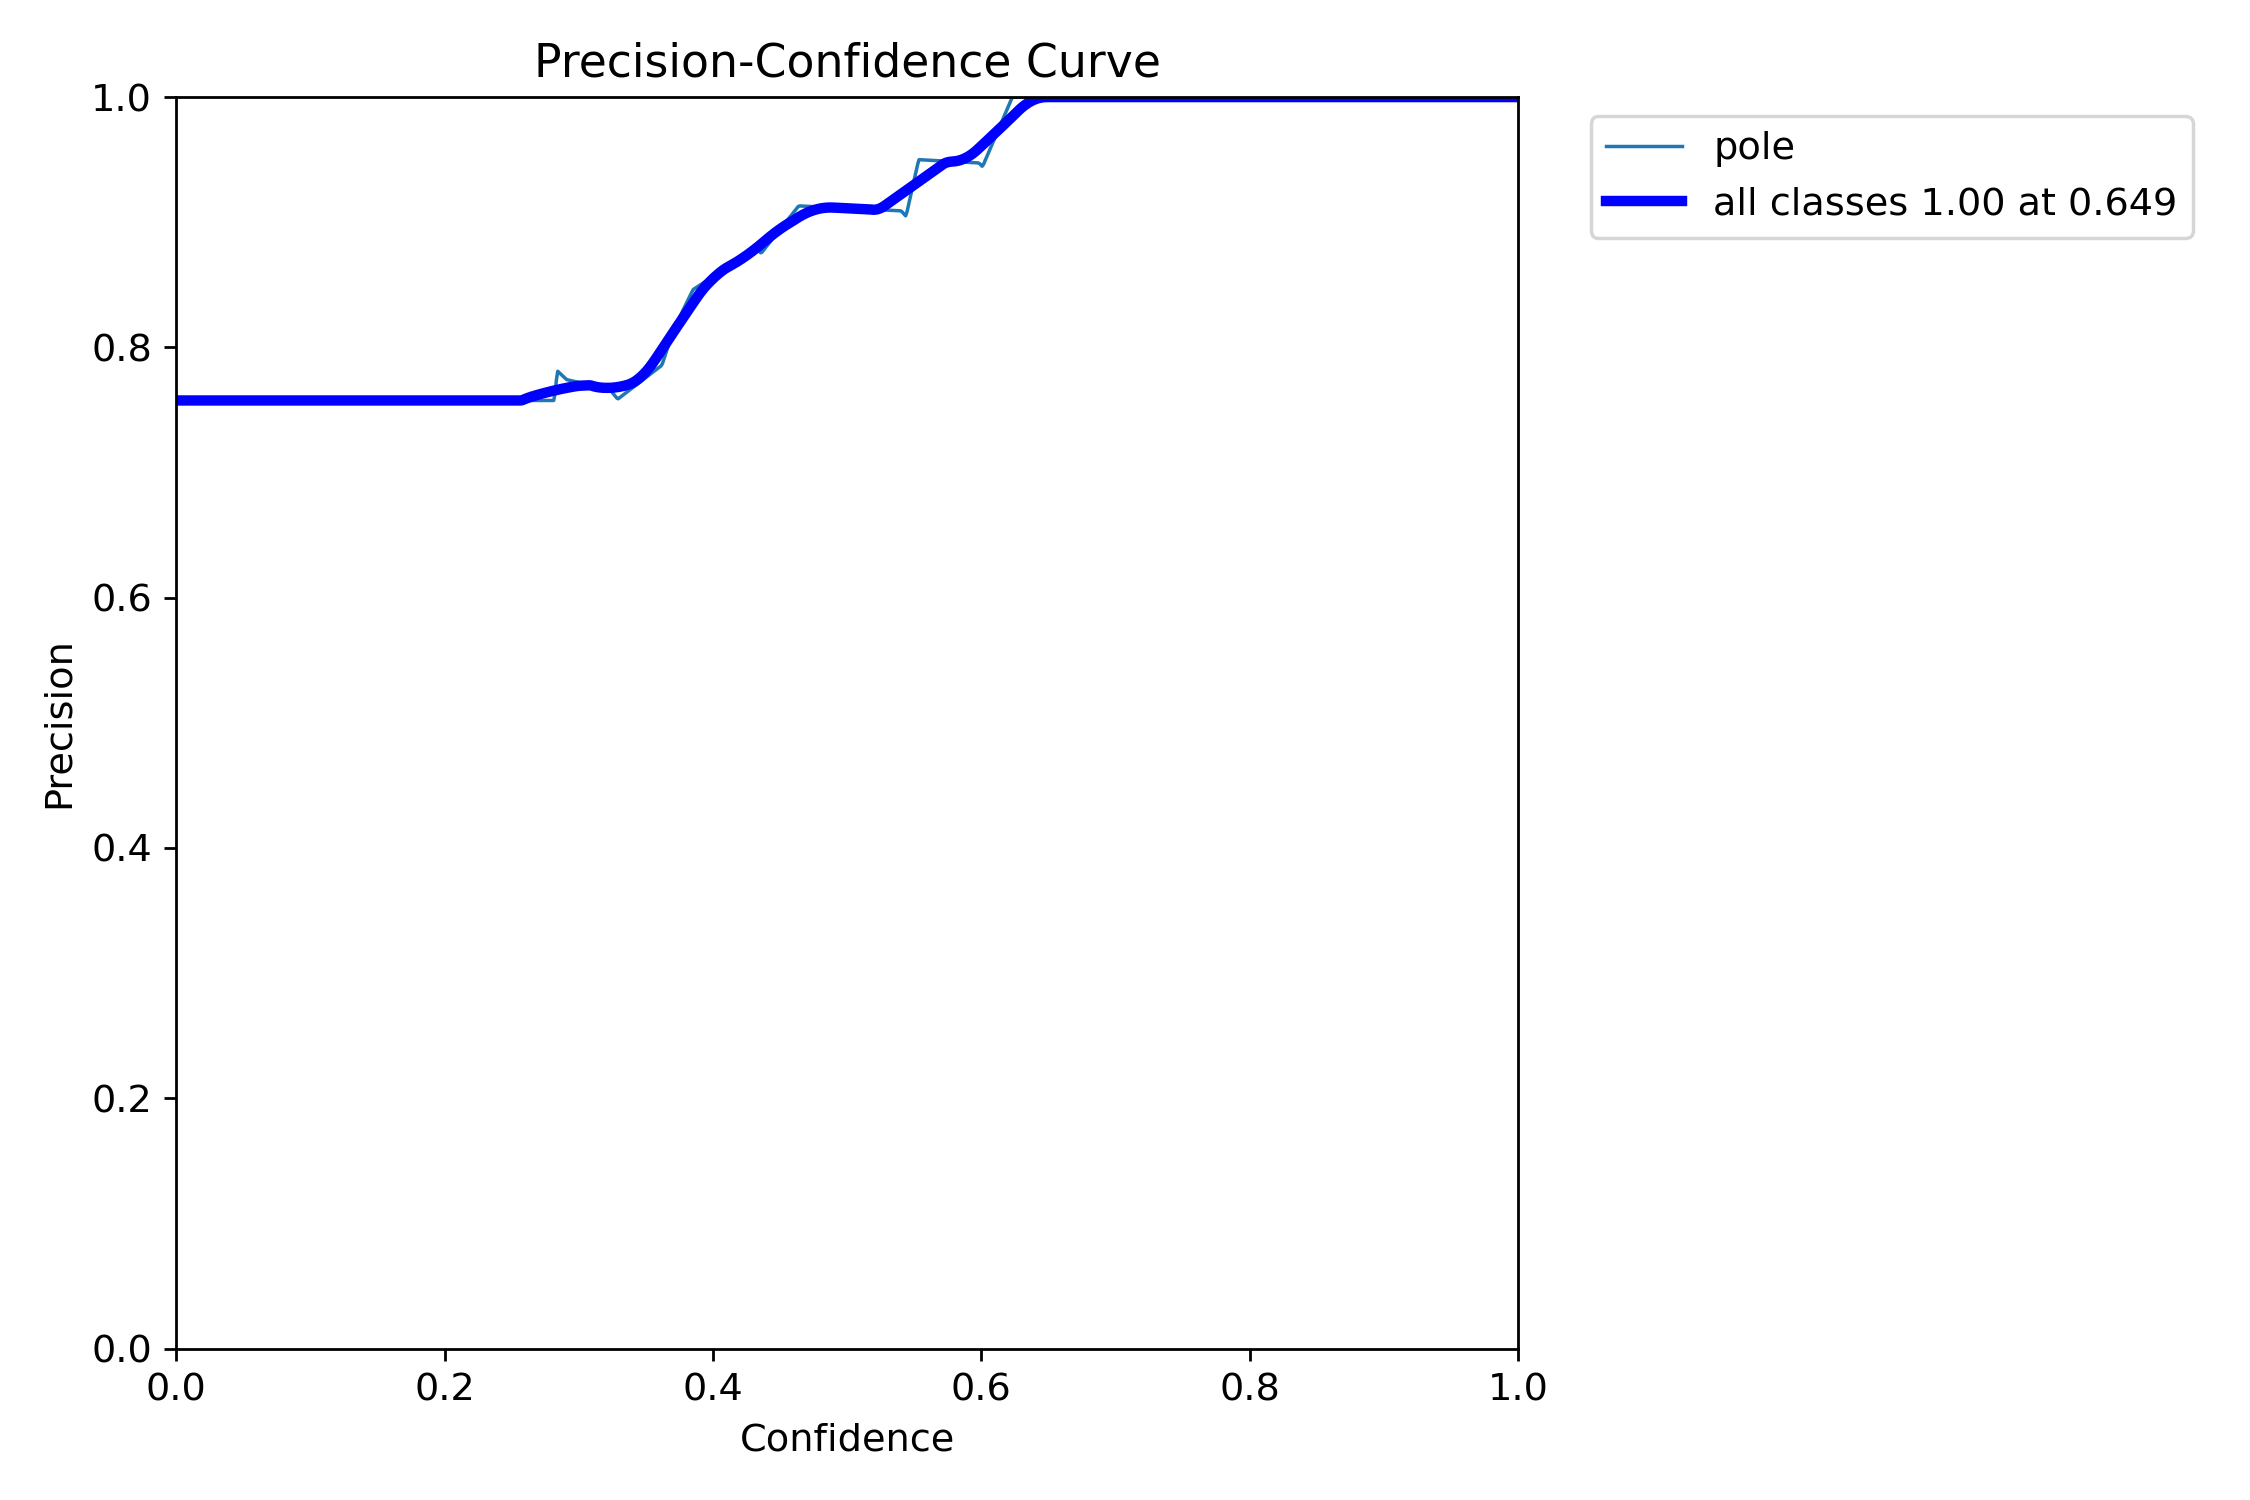 Precision-Confidence Curve
1.0
0.8
0.6
0.4
0.2
0.0
Precision
0.0 0.2 0.4 0.6 0.8 1.0
Confidence
pole
all classes 1.00 at 0.649